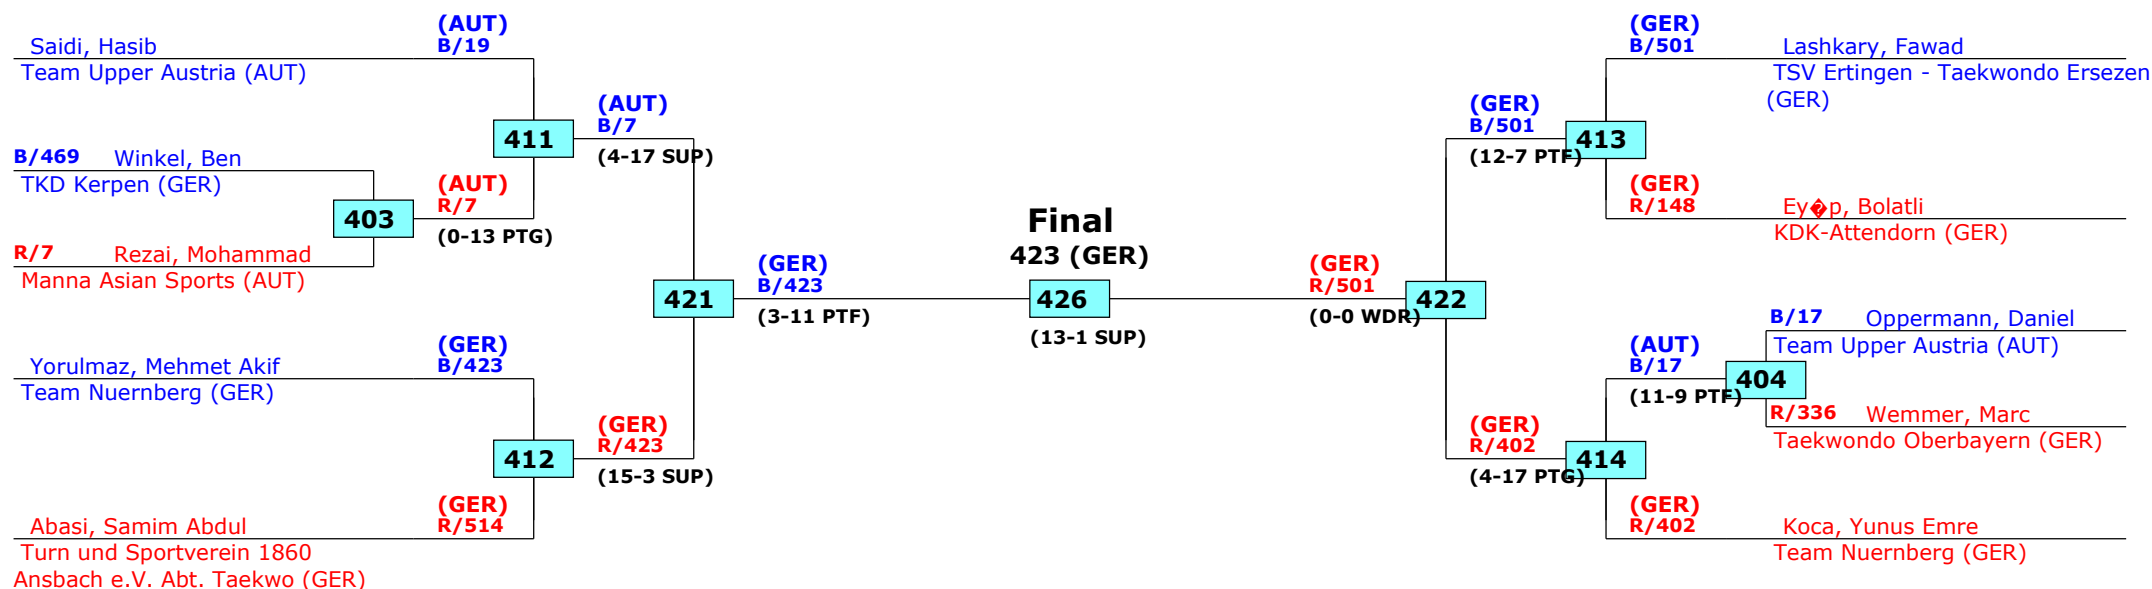 (AUT)
B/19
Saidi, Hasib
Team Upper Austria (AUT)
411
(AUT)
B/7
(4-17 SUP)
B/469 Winkel, Ben
TKD Kerpen (GER)
403
(AUT)
R/7
(0-13 PTG)
R/7 Rezai, Mohammad
Manna Asian Sports (AUT)
421
(GER)
B/423
(3-11 PTF)
(GER)
B/423
Yorulmaz, Mehmet Akif
Team Nuernberg (GER)
412
(GER)
R/423
(15-3 SUP)
(GER)
R/514
Abasi, Samim Abdul
Turn und Sportverein 1860
Ansbach e.V. Abt. Taekwo (GER)
Final
423 (GER)
426
(13-1 SUP)
(GER)
R/501
(0-0 WDR)
422
(GER)
B/501
Lashkary, Fawad
TSV Ertingen - Taekwondo Ersezen
(GER)
(GER)
B/501
(12-7 PTF)
413
(GER)
R/148
Ey�p, Bolatli
KDK-Attendorn (GER)
B/17 Oppermann, Daniel
Team Upper Austria (AUT)
(AUT)
B/17
(11-9 PTF)
404
R/336 Wemmer, Marc
Taekwondo Oberbayern (GER)
(GER)
R/402
(4-17 PTG)
414
(GER)
R/402
Koca, Yunus Emre
Team Nuernberg (GER)